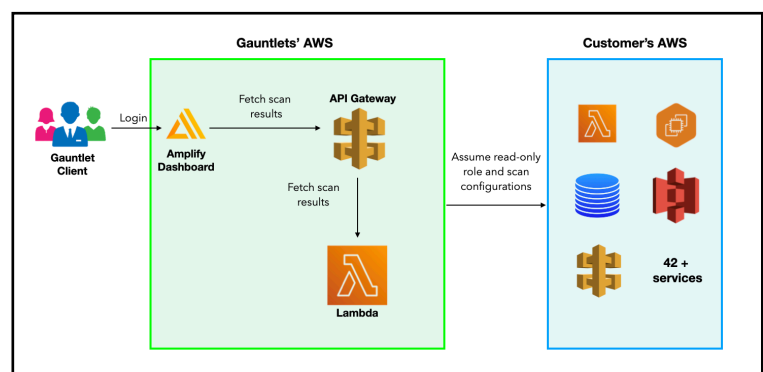 Gauntlets' AWS
Customer's AWS
Login
Gauntlet
Client
Amplify
Dashboard
Fetch scan
results
API Gateway
Fetch scan
results
Lambda
Assume read-only
role and scan
configurations
42 +
services